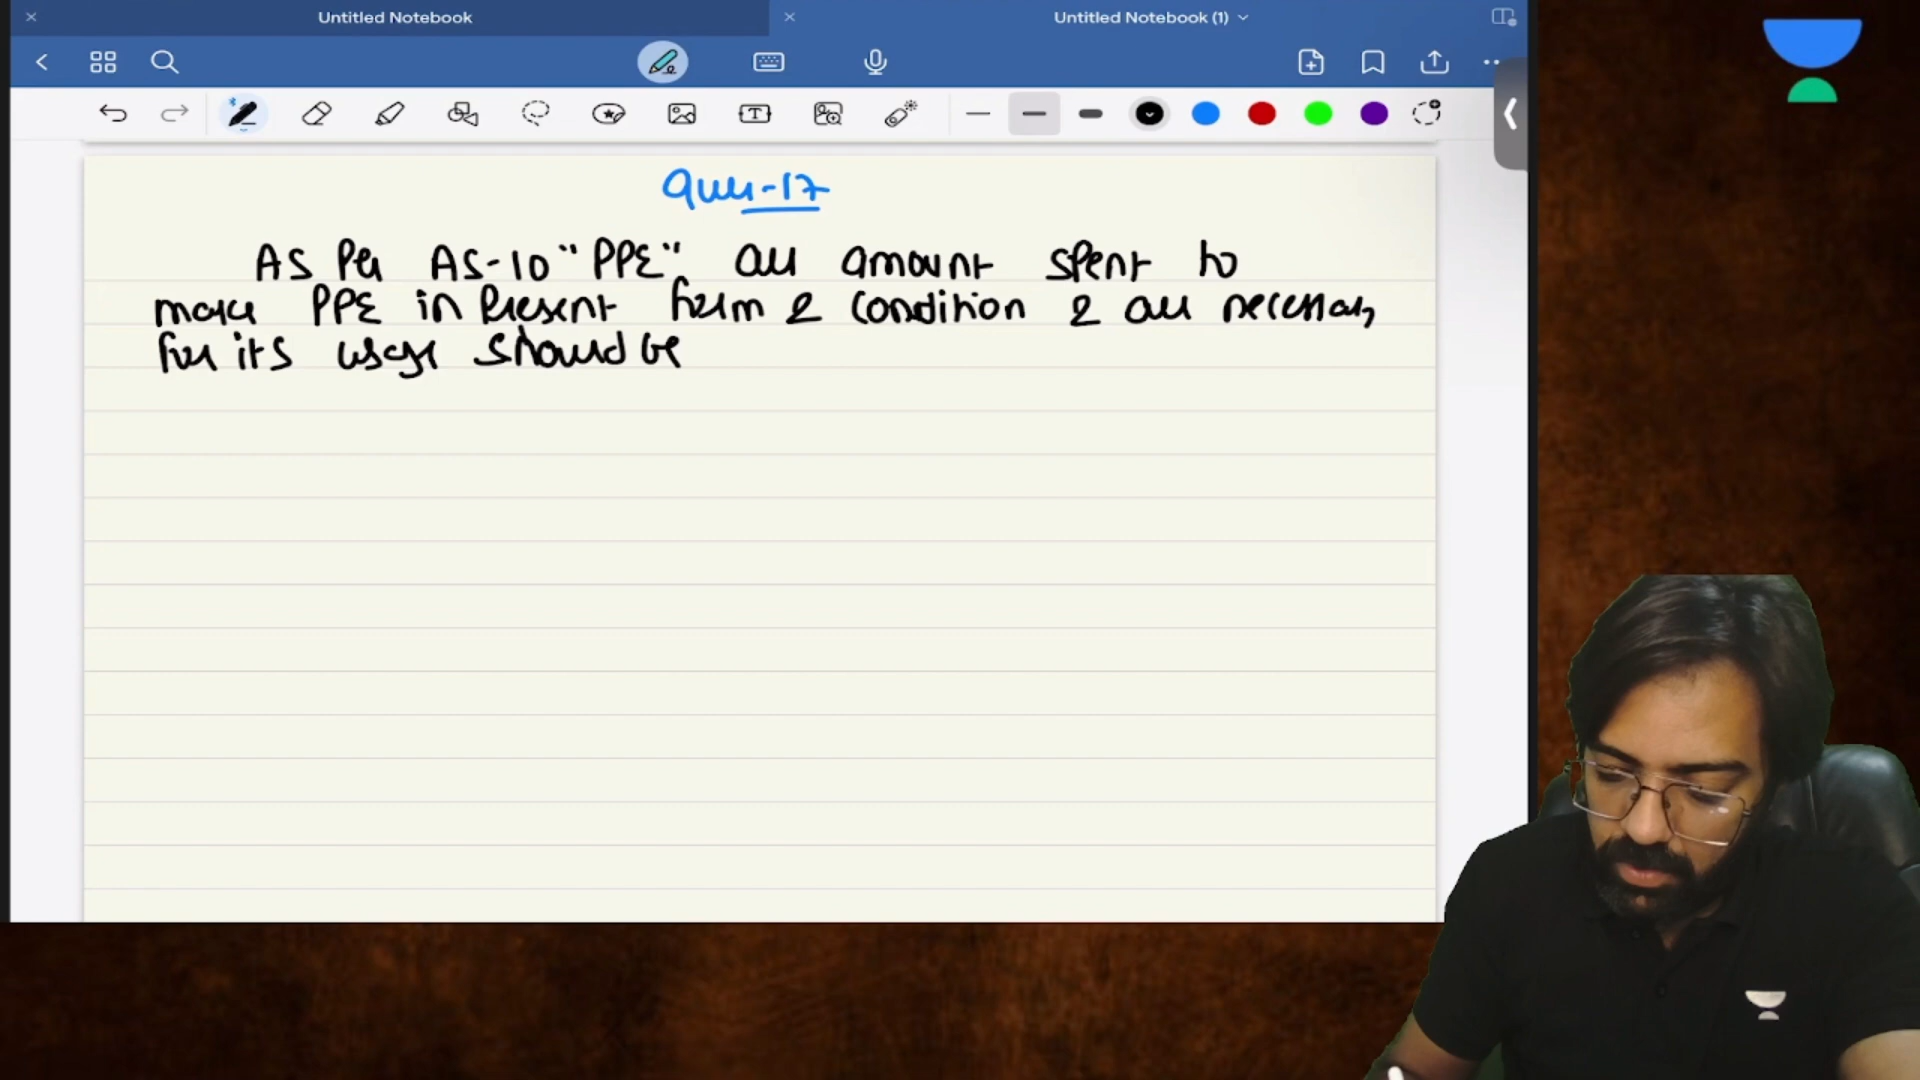 Untitled Notebook
Untitled Notebook (1)
Ques-17
As Per AS-10 "PPE" all amount spent to
make PPE in Present form & condition & all necessary
for its usage should be